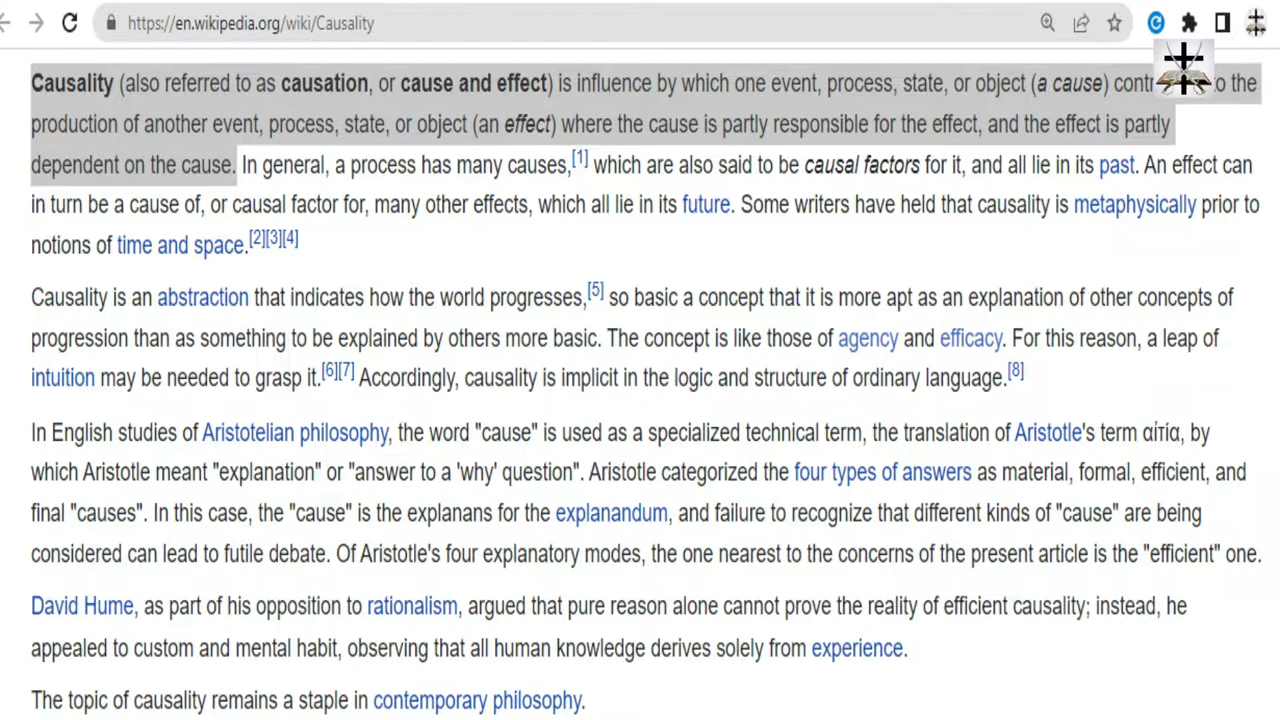 https://en.wikipedia.org/wiki/Causality
Causality (also referred to as causation, or cause and effect) is influence by which one event, process, state, or object (a cause) cont to the
production of another event, process, state, or object (an effect) where the cause is partly responsible for the effect, and the effect is partly
dependent on the cause. In general, a process has many causes,[1] which are also said to be causal factors for it, and all lie in its past. An effect can
in turn be a cause of, or causal factor for, many other effects, which all lie in its future. Some writers have held that causality is metaphysically prior to
notions of time and space.[2][3][4]
Causality is an abstraction that indicates how the world progresses,[5] so basic a concept that it is more apt as an explanation of other concepts of
progression than as something to be explained by others more basic. The concept is like those of agency and efficacy. For this reason, a leap of
intuition may be needed to grasp it.[6][7] Accordingly, causality is implicit in the logic and structure of ordinary language.[8]
In English studies of Aristotelian philosophy, the word "cause" is used as a specialized technical term, the translation of Aristotle's term αἰτία, by
which Aristotle meant "explanation" or "answer to a 'why' question". Aristotle categorized the four types of answers as material, formal, efficient, and
final "causes". In this case, the "cause" is the explanans for the explanandum, and failure to recognize that different kinds of "cause" are being
considered can lead to futile debate. Of Aristotle's four explanatory modes, the one nearest to the concerns of the present article is the "efficient" one.
David Hume, as part of his opposition to rationalism, argued that pure reason alone cannot prove the reality of efficient causality; instead, he
appealed to custom and mental habit, observing that all human knowledge derives solely from experience.
The topic of causality remains a staple in contemporary philosophy.